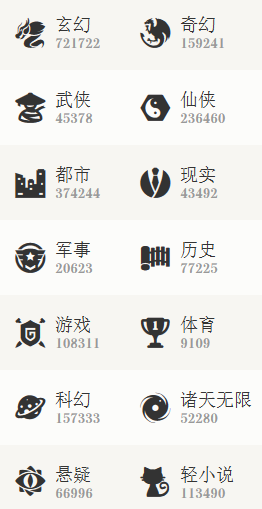 玄幻
721722
奇幻
159241
武侠
45378
仙侠
236460
都市
374244
现实
43492
军事
20623
历史
77225
游戏
108311
体育
9109
科幻
157333
诸天无限
52280
悬疑
66996
轻小说
113490